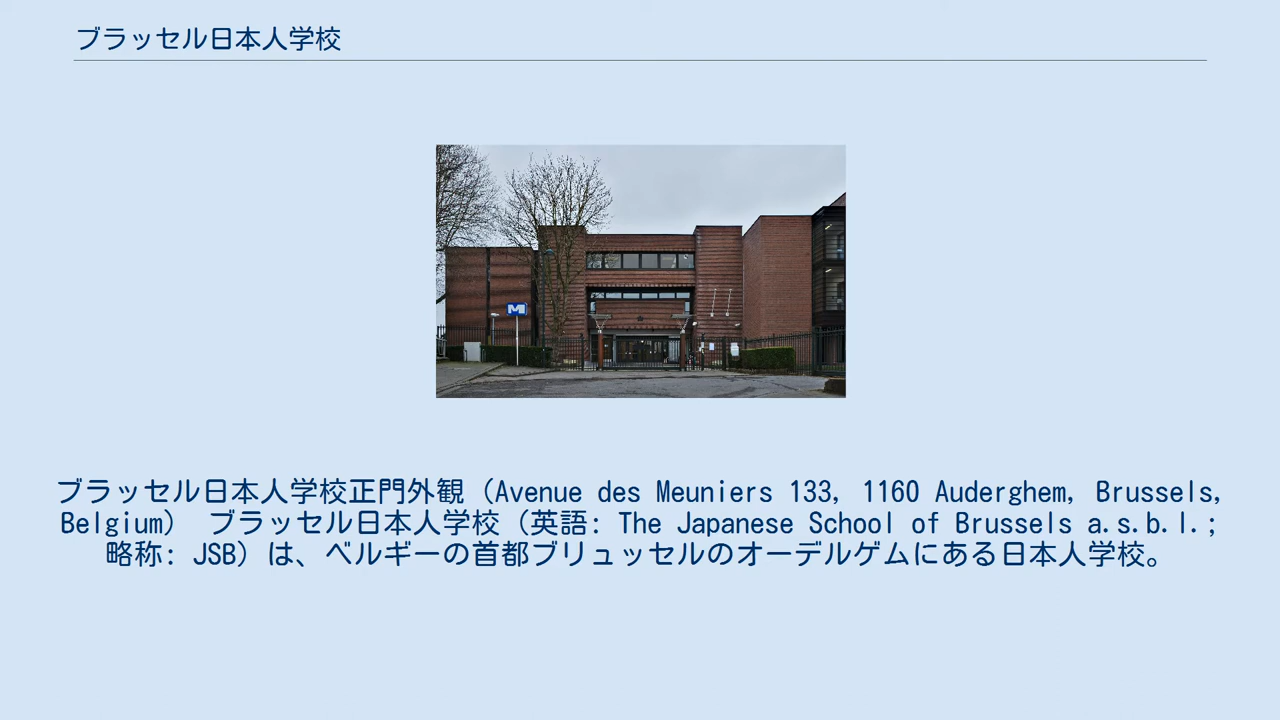 ブラッセル日本人学校
M
ブラッセル日本人学校正門外観（Avenue des Meuniers 133, 1160 Auderghem, Brussels,
Belgium） ブラッセル日本人学校（英語: The Japanese School of Brussels a.s.b.l.;
略称: JSB）は、ベルギーの首都ブリュッセルのオーデルゲムにある日本人学校。